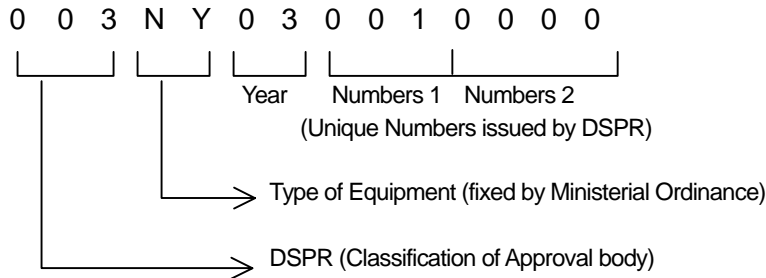 0 0 3 N Y 0 3 0 0 1 0 0 0 0
Year Numbers 1 Numbers 2
(Unique Numbers issued by DSPR)
Type of Equipment (fixed by Ministerial Ordinance)
DSPR (Classification of Approval body)